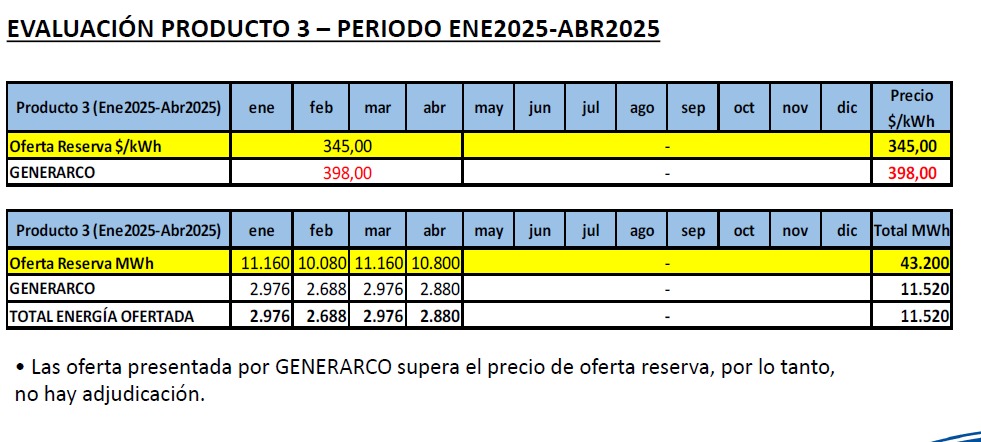 EVALUACIÓN PRODUCTO 3 – PERIODO ENE2025-ABR2025
Producto 3 (Ene2025-Abr2025) ene feb mar abr may jun jul ago sep oct nov dic Precio $/kWh
Oferta Reserva $/kWh 345,00 - 345,00
GENERARCO 398,00 - 398,00
Producto 3 (Ene2025-Abr2025) ene feb mar abr may jun jul ago sep oct nov dic Total MWh
Oferta Reserva MWh 11.160 10.080 11.160 10.800 - 43.200
GENERARCO 2.976 2.688 2.976 2.880 - 11.520
TOTAL ENERGÍA OFERTADA 2.976 2.688 2.976 2.880 - 11.520
• Las oferta presentada por GENERARCO supera el precio de oferta reserva, por lo tanto,
no hay adjudicación.